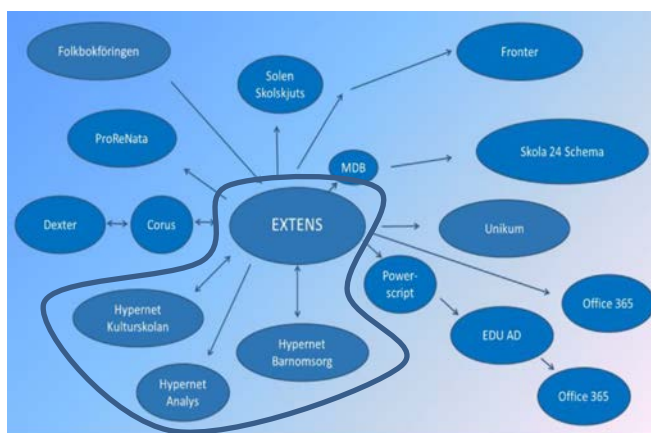 Folkbokföringen
Fronter
Solen
Skolskjuts
ProReNata
MDB
Skola 24 Schema
Dexter
Corus
EXTENS
Unikum
Power-
script
Office 365
Hypernet
Kulturskolan
EDU AD
Hypernet
Barnomsorg
Hypernet
Analys
Office 365